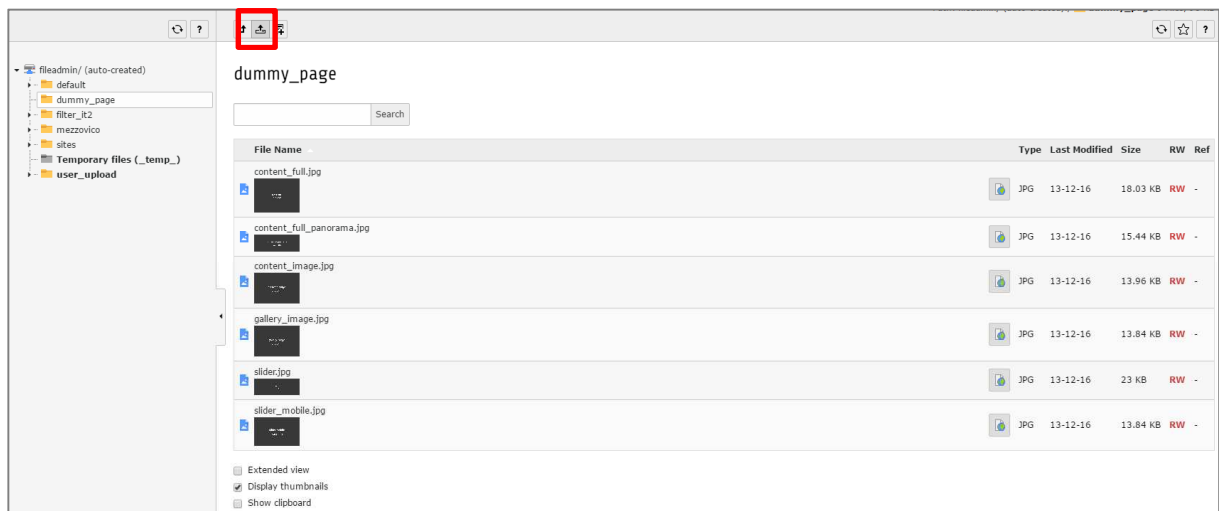 ?
?
fileadmin/ (auto-created)
default
dummy_page
filter_it2
mezzovico
sites
Temporary files (_temp_)
user_upload
dummy_page
Search
File Name Type Last Modified Size RW Ref
content_full.jpg
JPG 13-12-16 18.03 KB RW -
content_full_panorama.jpg
JPG 13-12-16 15.44 KB RW -
content_image.jpg
JPG 13-12-16 13.96 KB RW -
gallery_image.jpg
JPG 13-12-16 13.84 KB RW -
slider.jpg
JPG 13-12-16 23 KB RW -
slider_mobile.jpg
JPG 13-12-16 13.84 KB RW -
Extended view
Display thumbnails
Show clipboard